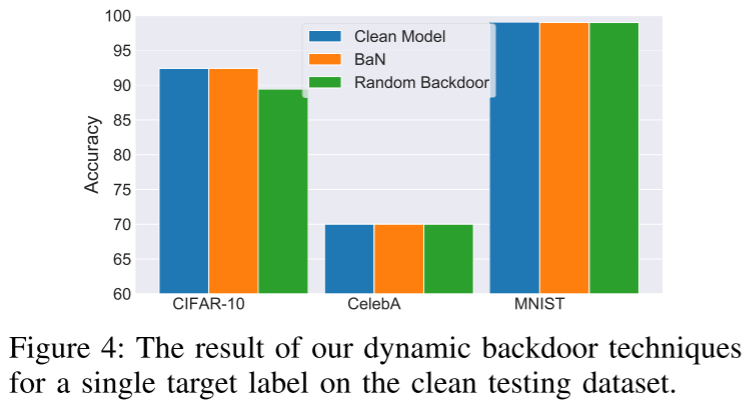 100
95
90
85
80
75
70
65
60
Accuracy
Clean Model
BaN
Random Backdoor
CIFAR-10
CelebA
MNIST
Figure 4: The result of our dynamic backdoor techniques
for a single target label on the clean testing dataset.